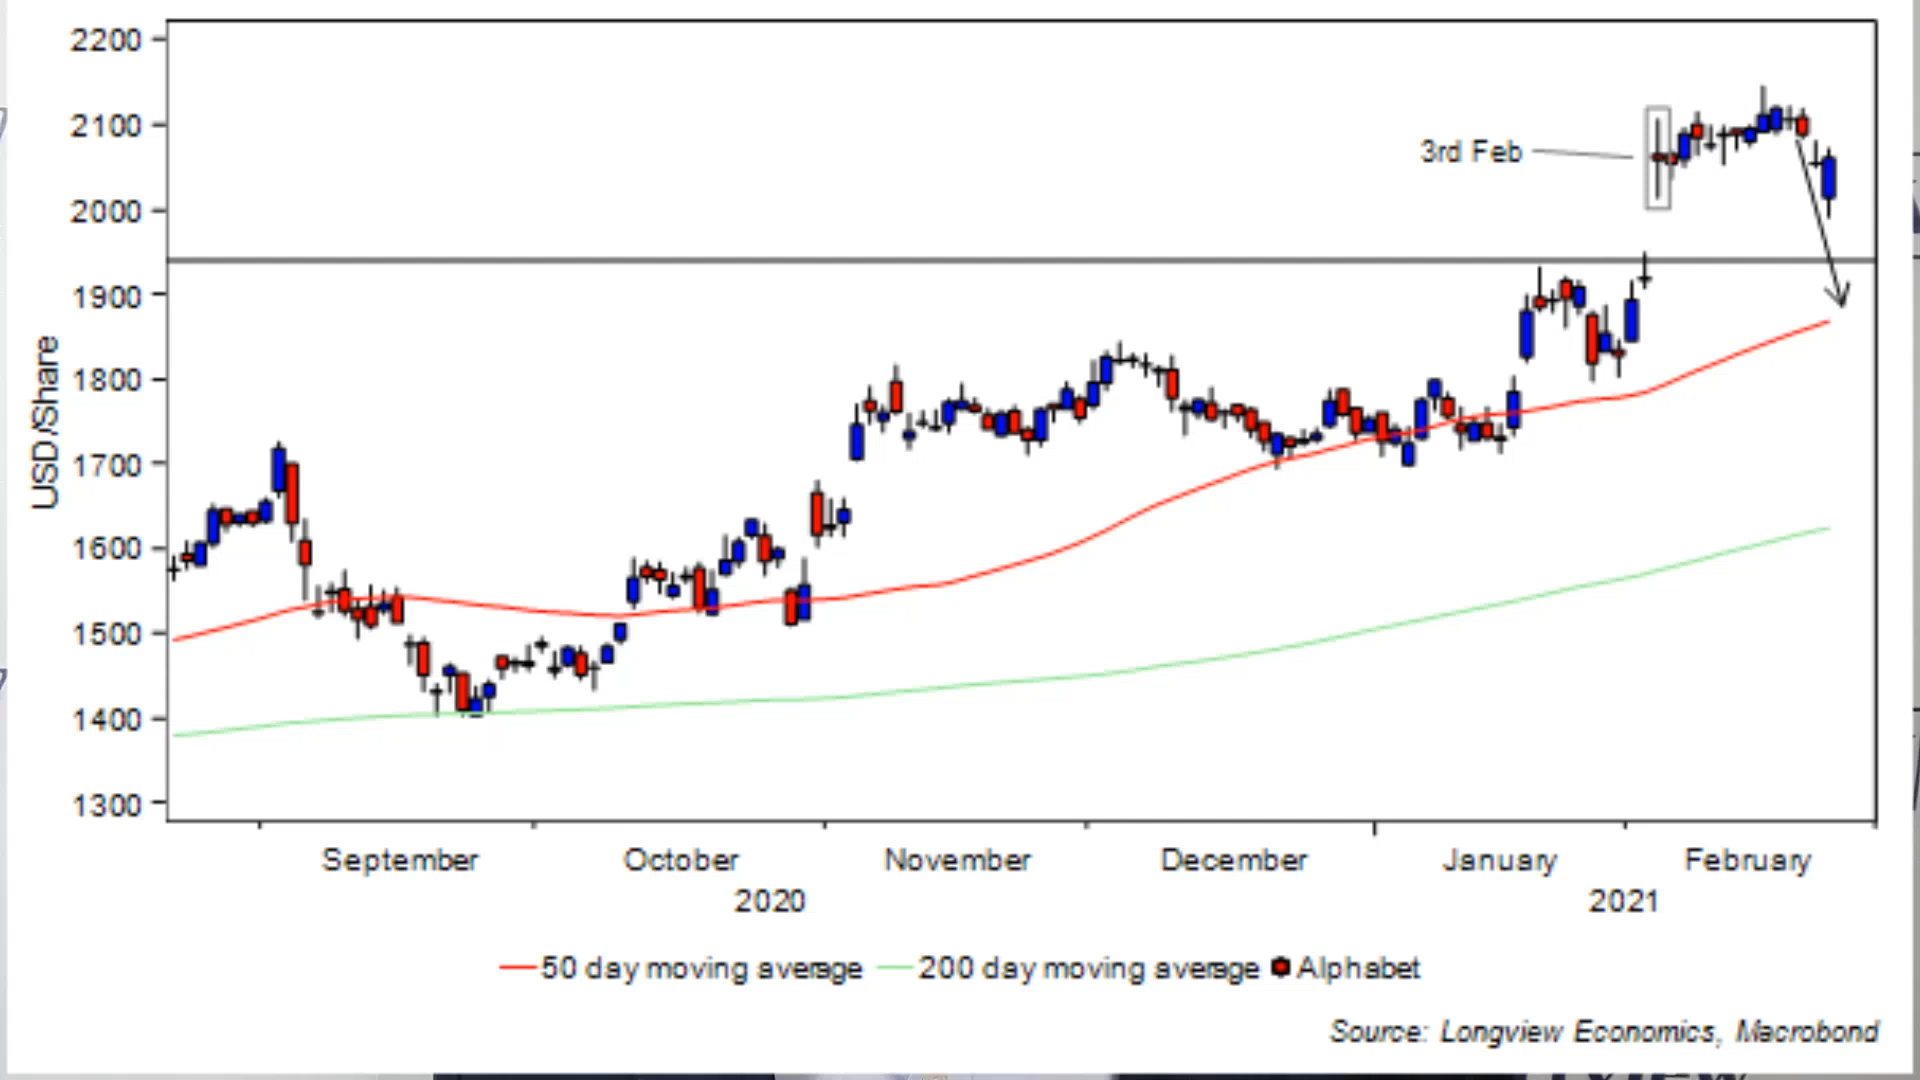 2200
2100
3rd Feb
2000
1900
1800
1700
1600
1500
1400
1300
USD/Share
September October November December January February
2020 2021
50 day moving average 200 day moving average Alphabet
Source: Longview Economics, Macrobond